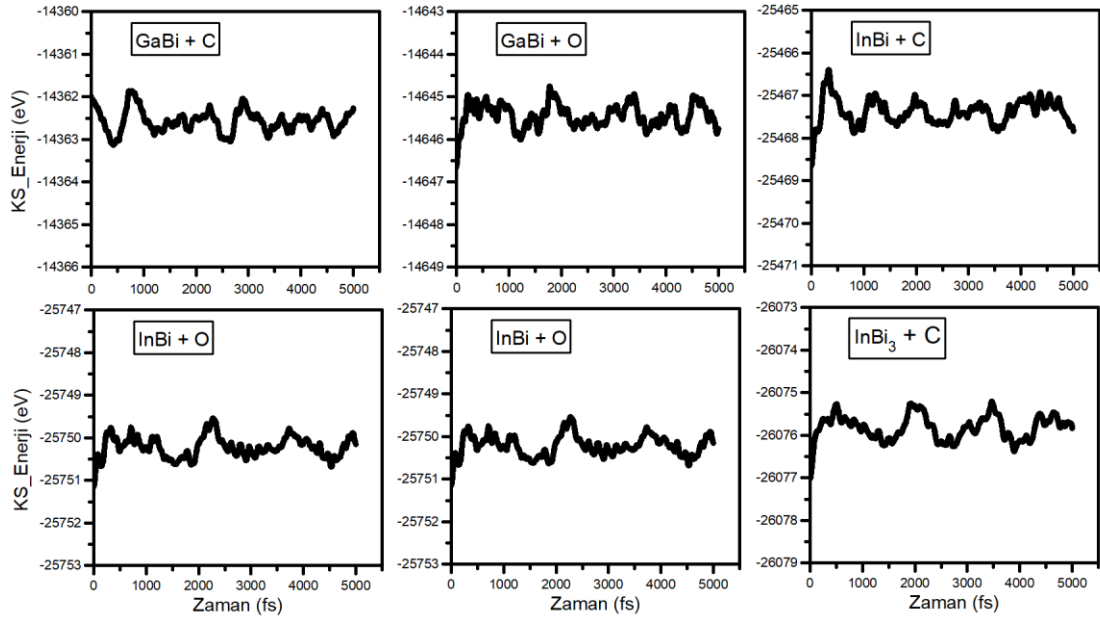 KS_Enerji (eV)
-14360
-14361
-14362
-14363
-14364
-14365
-14366
GaBi + C
0 1000 2000 3000 4000 5000
-14643
-14644
-14645
-14646
-14647
-14648
-14649
GaBi + O
0 1000 2000 3000 4000 5000
-25465
-25466
-25467
-25468
-25469
-25470
-25471
InBi + C
0 1000 2000 3000 4000 5000
KS_Enerji (eV)
-25747
-25748
-25749
-25750
-25751
-25752
-25753
InBi + O
0 1000 2000 3000 4000 5000
Zaman (fs)
-25747
-25748
-25749
-25750
-25751
-25752
-25753
InBi + O
0 1000 2000 3000 4000 5000
Zaman (fs)
-26073
-26074
-26075
-26076
-26077
-26078
-26079
InBi₃ + C
0 1000 2000 3000 4000 5000
Zaman (fs)